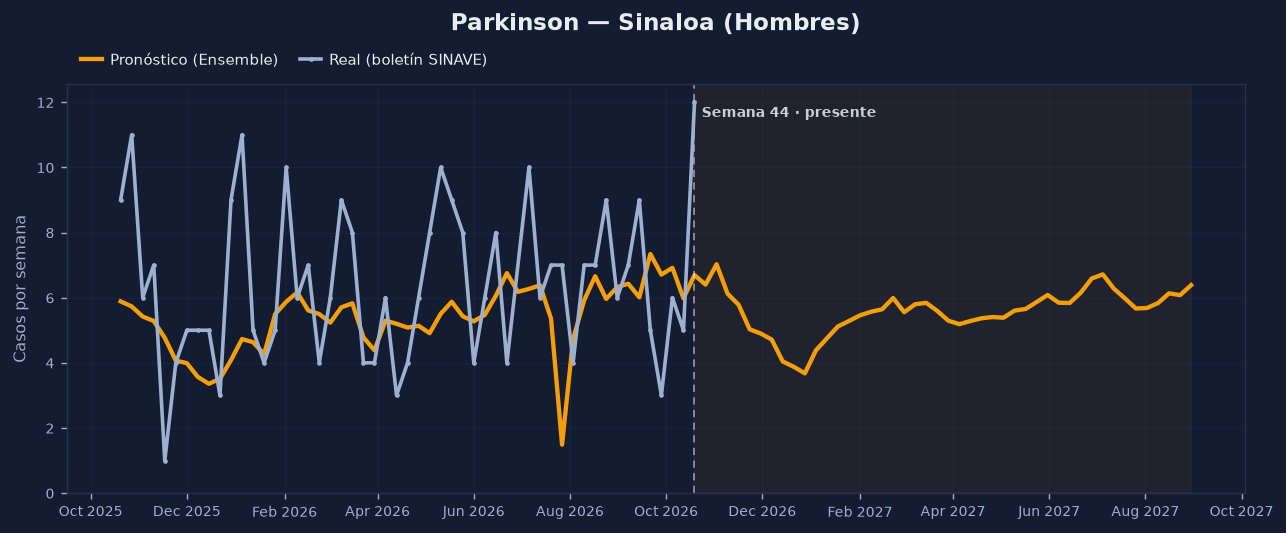 Parkinson — Sinaloa (Hombres)
Pronóstico (Ensemble) Real (boletín SINAVE)
Semana 44 · presente
Casos por semana
12
10
8
6
4
2
0
Oct 2025 Dec 2025 Feb 2026 Apr 2026 Jun 2026 Aug 2026 Oct 2026 Dec 2026 Feb 2027 Apr 2027 Jun 2027 Aug 2027 Oct 2027